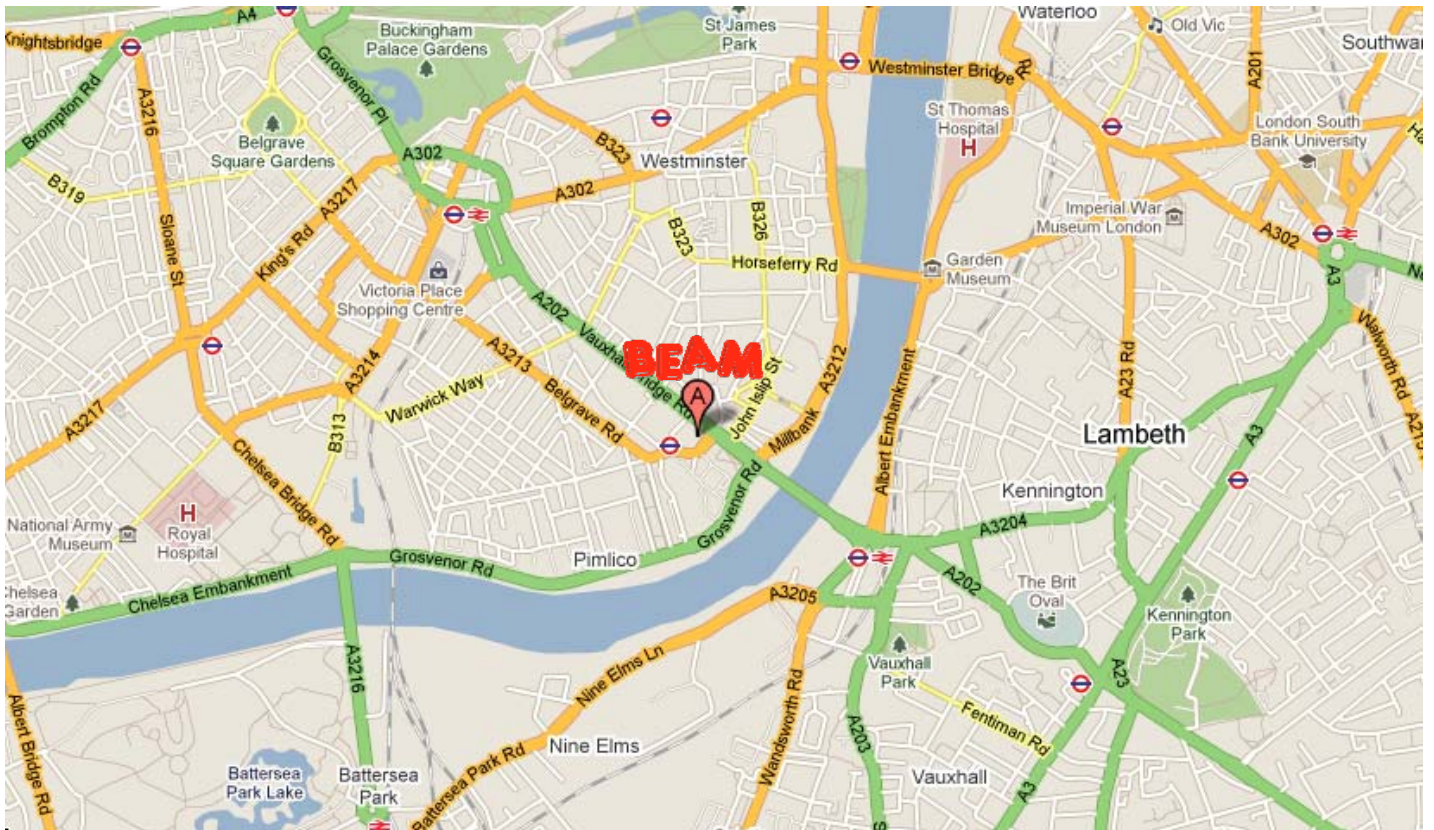 A4
Buckingham
Palace Gardens
St James
Park
Waterloo
Old Vic
Knightsbridge
Southwar
Grosvenor Pl
Westminster Bridge Rd
A201
Brompton Rd
A3216
St Thomas
Hospital
H
London South
Bank University
Belgrave
Square Gardens
B323
A302
Westminster
B319
A302
A3217
B323
B326
Imperial War
Museum London
A302
Sloane St
King's Rd
Horseferry Rd
Garden
Museum
A3
Victoria Place
Shopping Centre
A202
Vauxhall Bridge Rd
BEAM
A
A3213
A3214
A3212
A23 Rd
Walworth Rd
Warwick Way
Belgrave Rd
John Islip St
Millbank
Albert Embankment
A3217
B313
Lambeth
A3
Chelsea Bridge Rd
Grosvenor Rd
Kennington
H
Royal
Hospital
National Army
Museum
A3204
Pimlico
Grosvenor Rd
Chelsea Embankment
Chelsea
Garden
A3205
A202
The Brit
Oval
Kennington
Park
A3216
Nine Elms Ln
Vauxhall
Park
A23
Albert Bridge Rd
Wandsworth Rd
Fentiman Rd
A203
Nine Elms
Battersea
Park Lake
Battersea
Park
Battersea Park Rd
Vauxhall
A3